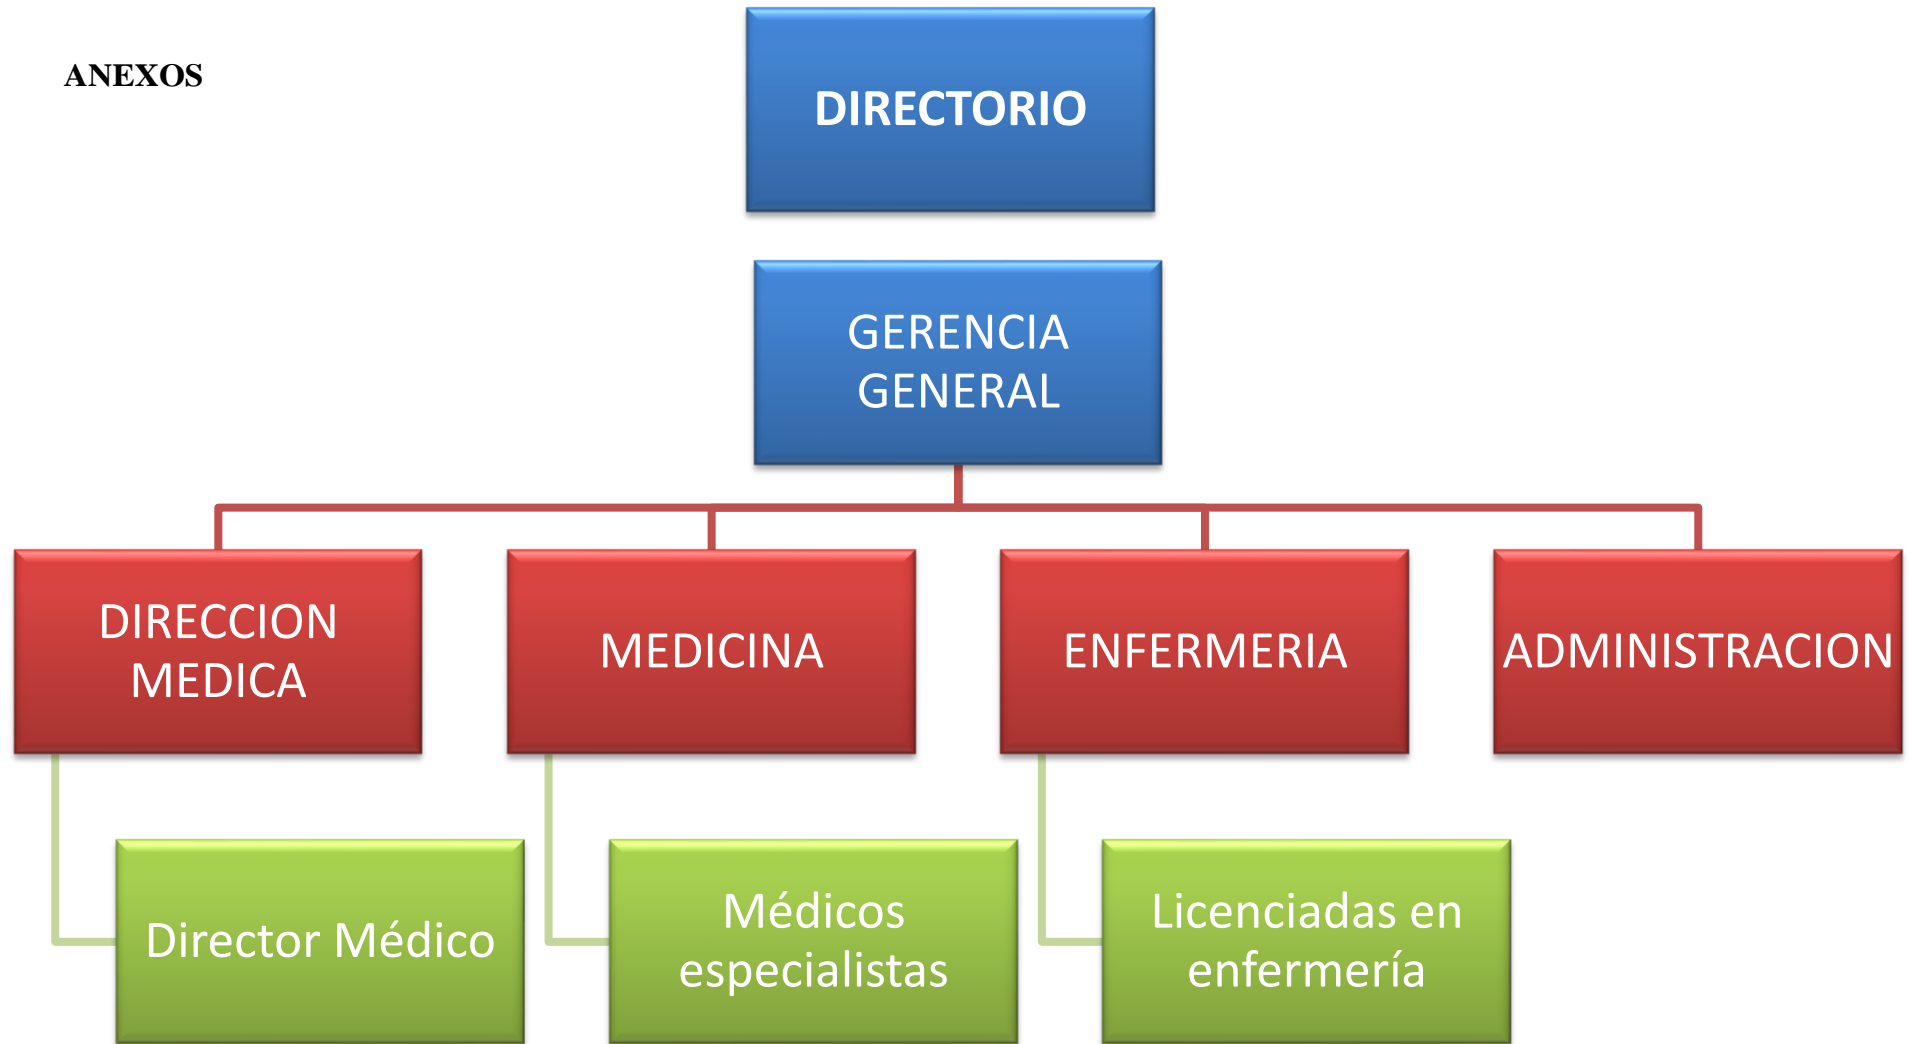 ANEXOS
DIRECTORIO
GERENCIA
GENERAL
DIRECCION
MEDICA
MEDICINA
ENFERMERIA
ADMINISTRACION
Director Médico
Médicos
especialistas
Licenciadas en
enfermería